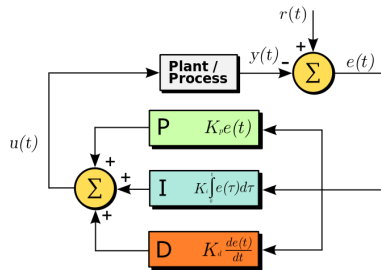 r(t)
Plant /
Process
y(t)
+
-
Σ
e(t)
P K_p e(t)
u(t)
+
+
Σ
I K_i ∫ e(τ)dτ
+
D K_d de(t)/dt